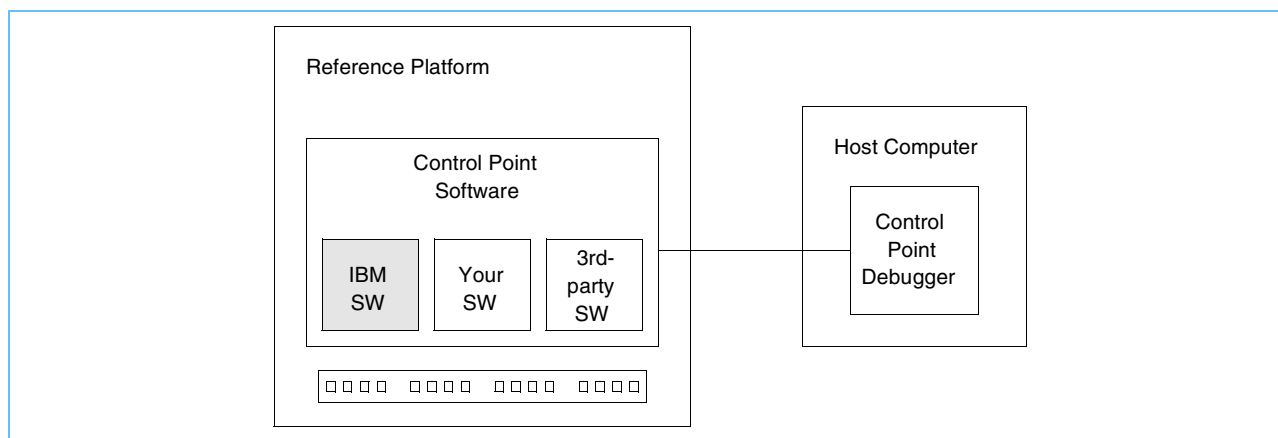 Reference Platform
Control Point
Software
IBM
SW
Your
SW
3rd-
party
SW
Host Computer
Control
Point
Debugger